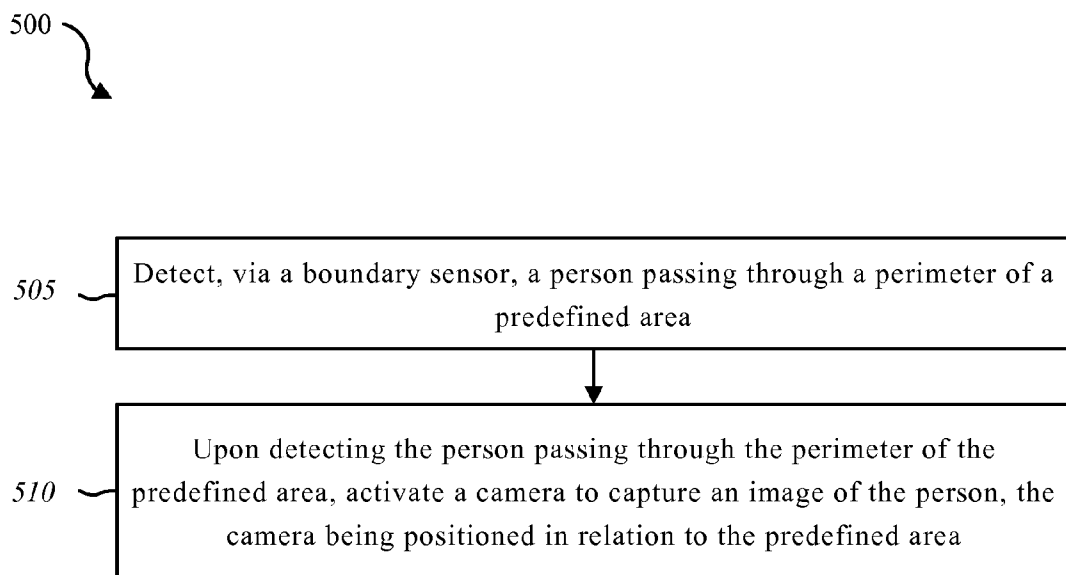 500
505
Detect, via a boundary sensor, a person passing through a perimeter of a
predefined area
Upon detecting the person passing through the perimeter of the
510
predefined area, activate a camera to capture an image of the person, the
camera being positioned in relation to the predefined area